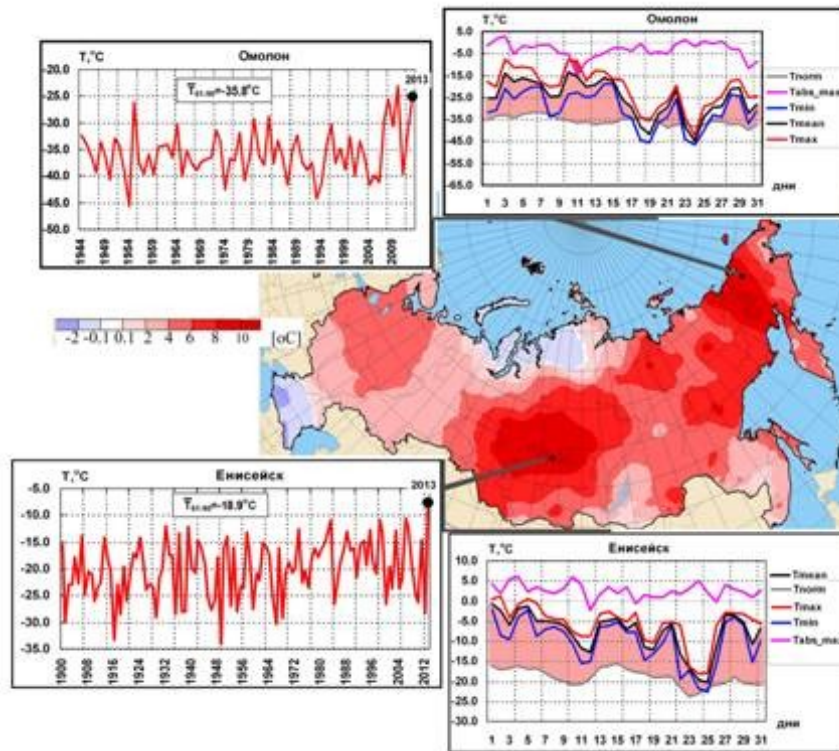 Омолон
T,°C
-20.0
-25.0
-30.0
-35.0
-40.0
-45.0
-50.0
T̅61-90=-35,8°C
2013
1944
1949
1954
1959
1964
1969
1974
1979
1984
1989
1994
1999
2004
2009
Омолон
T,°C
5.0
-5.0
-15.0
-25.0
-35.0
-45.0
-55.0
-65.0
дни
1 3 5 7 9 11 13 15 17 19 21 23 25 27 29 31
Tnorm
Tabs_max
Tmin
Tmean
Tmax
-2 -0.1 0.1 2 4 6 8 10
[oC]
Енисейск
T,°C
-5.0
-10.0
-15.0
-20.0
-25.0
-30.0
-35.0
T̅61-90=-18.9°C
2013
1900
1908
1916
1924
1932
1940
1948
1956
1964
1972
1980
1988
1996
2004
2012
Енисейск
T,°C
10.0
5.0
0.0
-5.0
-10.0
-15.0
-20.0
-25.0
-30.0
дни
1 3 5 7 9 11 13 15 17 19 21 23 25 27 29 31
Tmean
Tnorm
Tmax
Tmin
Tabs_max